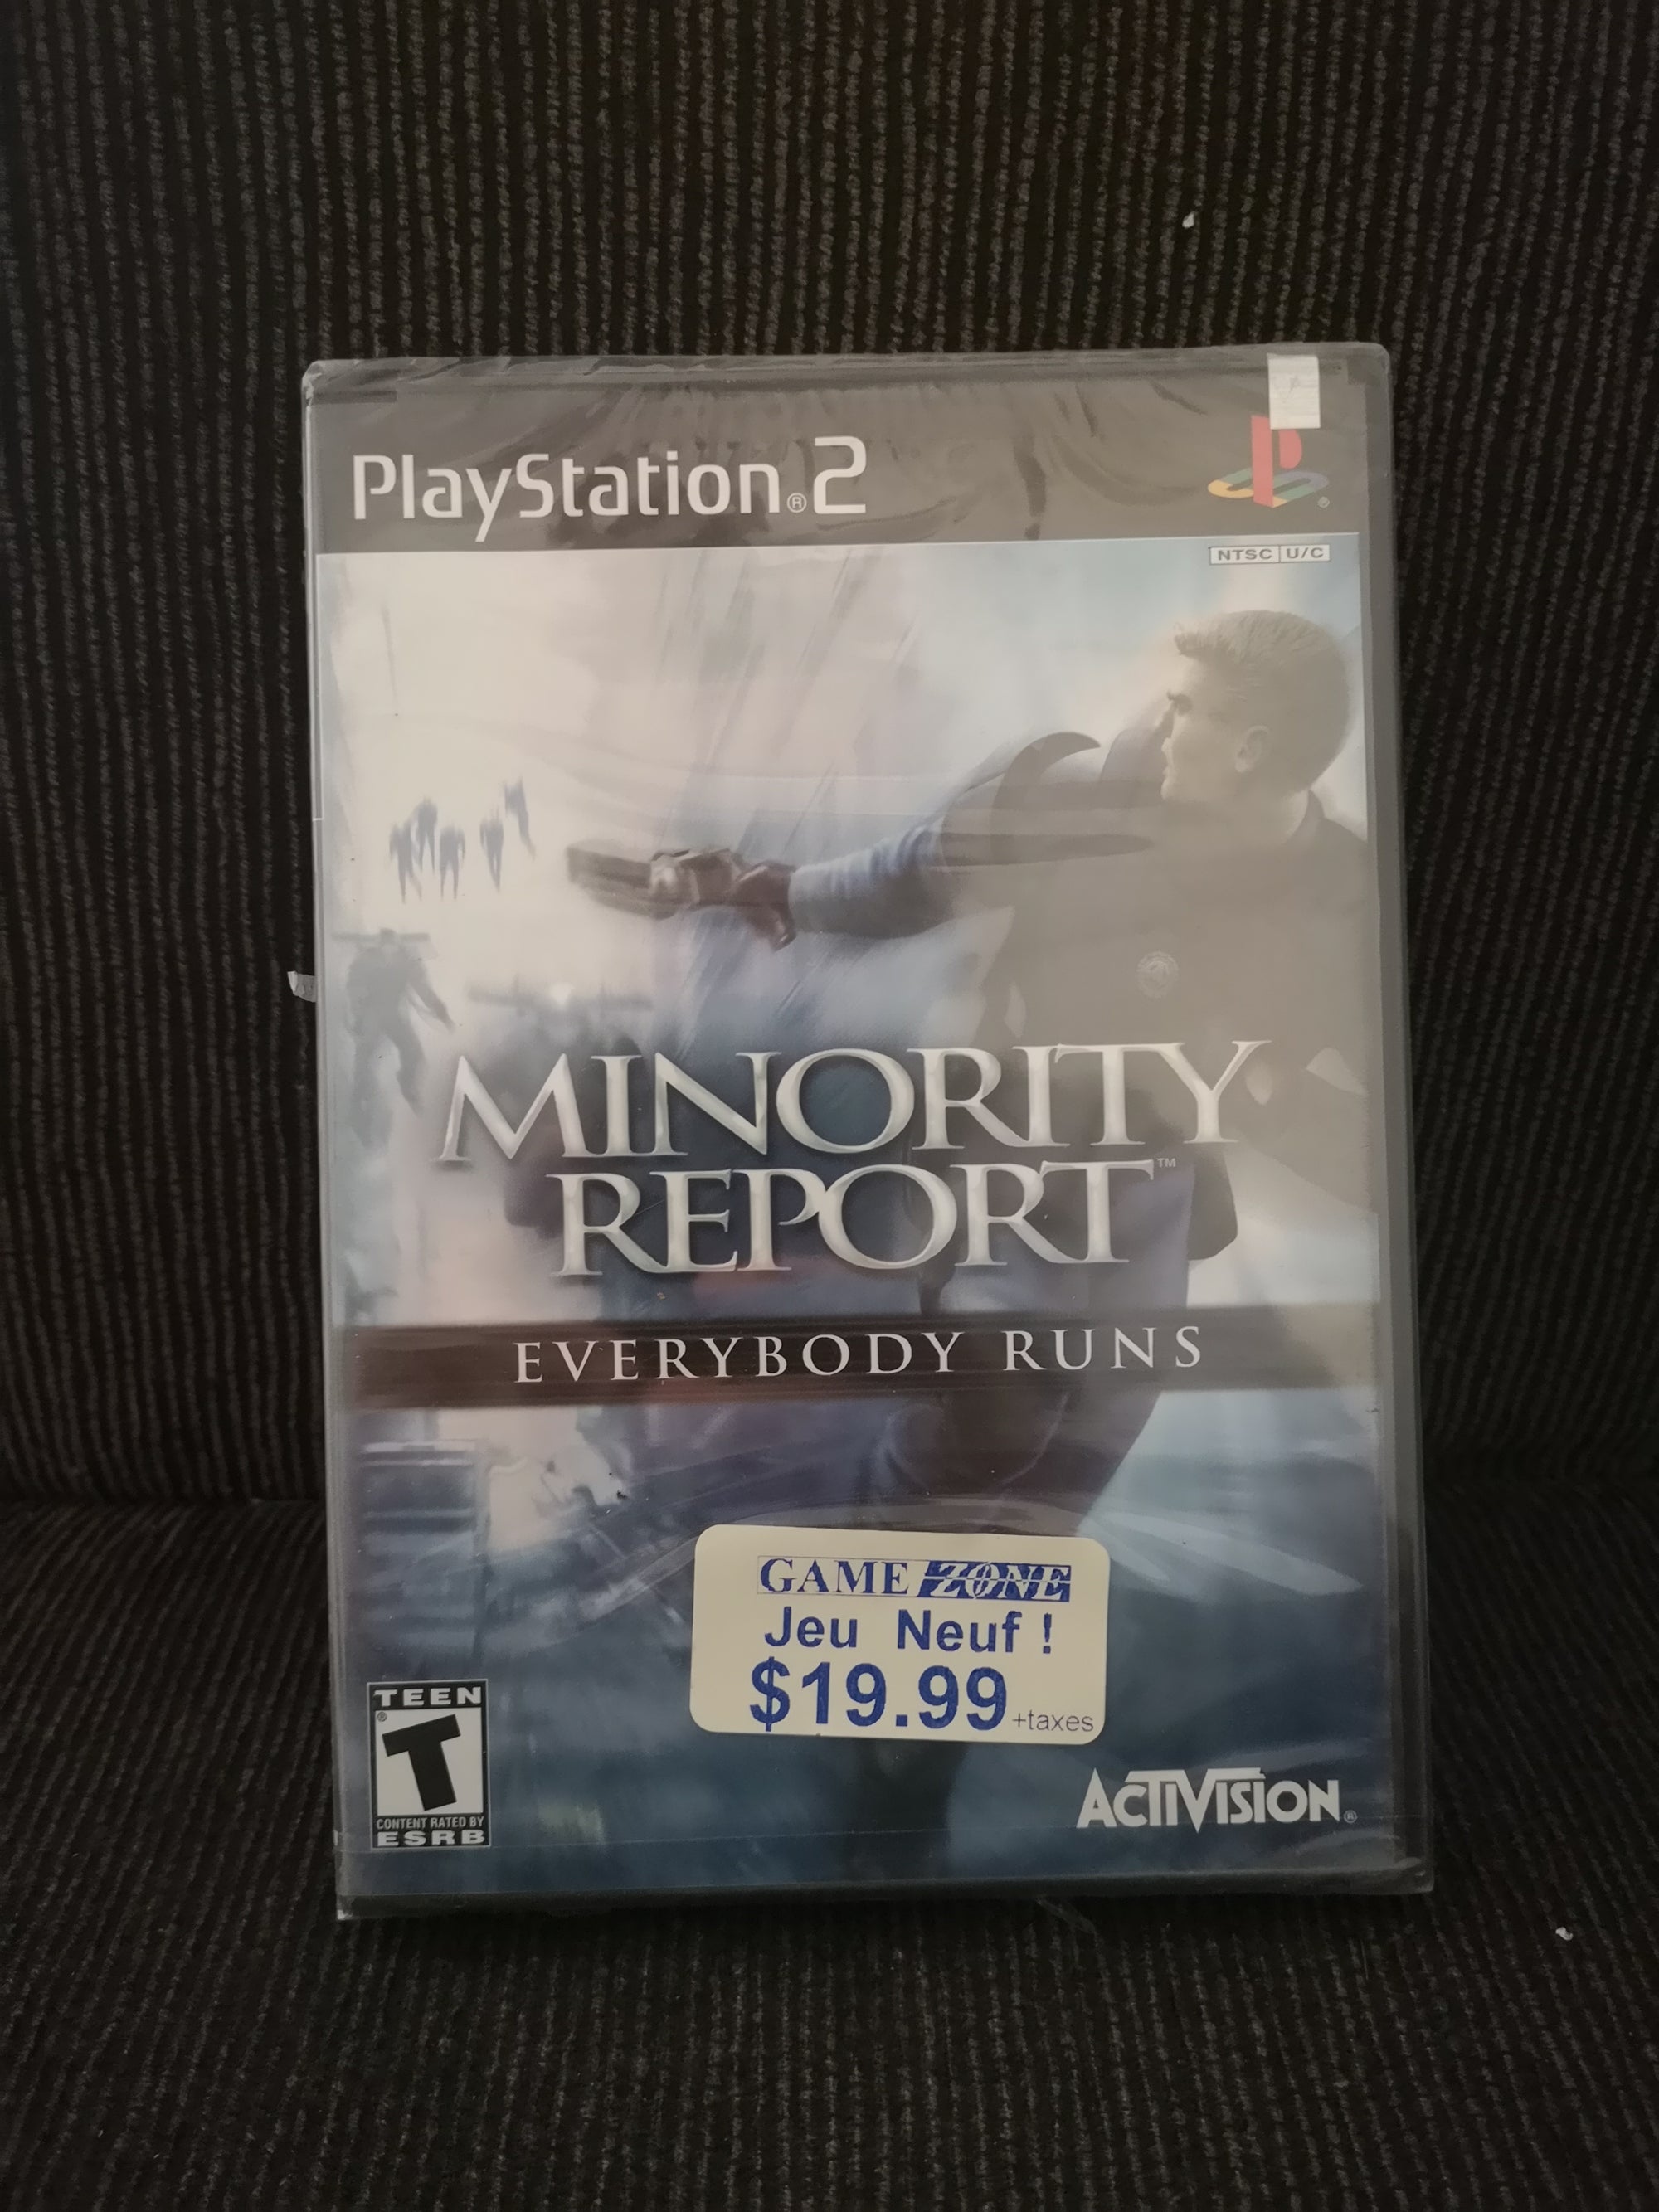 PlayStation®2
NTSC U/C
MINORITY
REPORT™
EVERYBODY RUNS
GAME ZONE
Jeu Neuf !
$19.99 +taxes
TEEN
T
®
CONTENT RATED BY
ESRB
ACTIVISION®